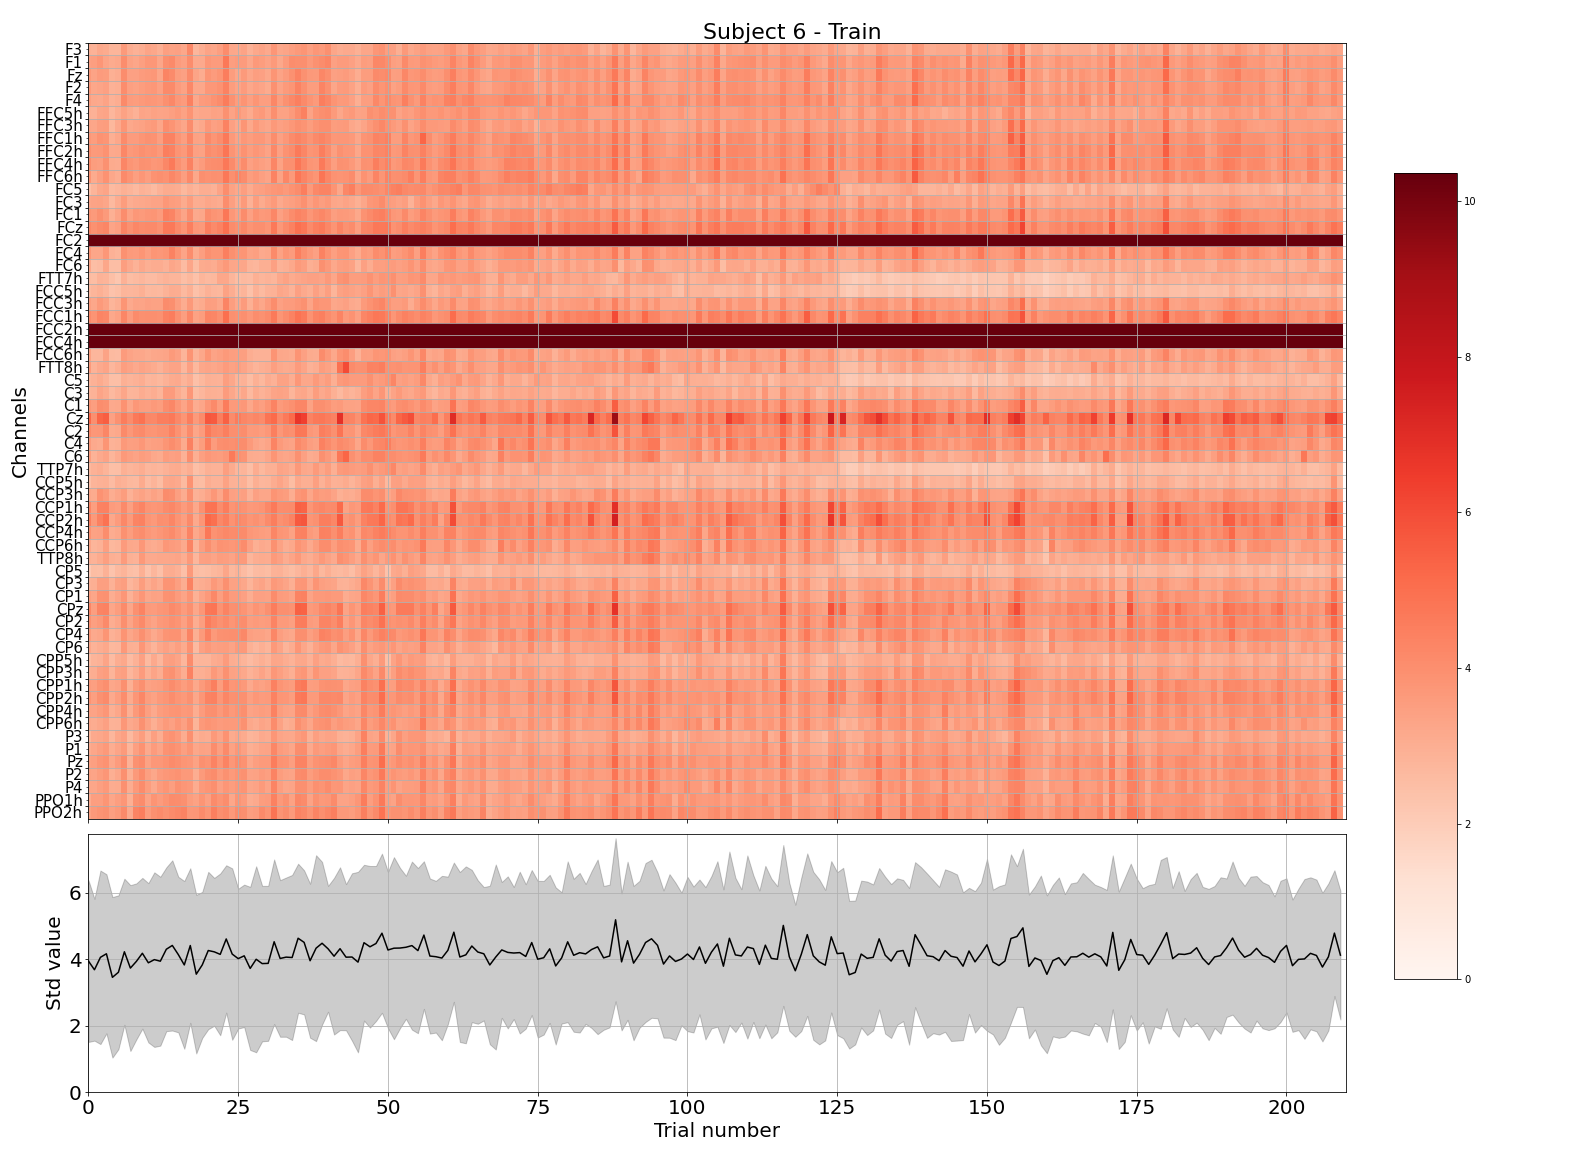 Subject 6 - Train
Channels
F3
F1
Fz
F2
F4
FFC5h
FFC3h
FFC1h
FFC2h
FFC4h
FFC6h
FC5
FC3
FC1
FCz
FC2
FC4
FC6
FTT7h
FCC5h
FCC3h
FCC1h
FCC2h
FCC4h
FCC6h
FTT8h
C5
C3
C1
Cz
C2
C4
C6
TTP7h
CCP5h
CCP3h
CCP1h
CCP2h
CCP4h
CCP6h
TTP8h
CP5
CP3
CP1
CPz
CP2
CP4
CP6
CPP5h
CPP3h
CPP1h
CPP2h
CPP4h
CPP6h
P3
P1
Pz
P2
P4
PPO1h
PPO2h
10
8
6
4
2
0
Std value
6
4
2
0
0 25 50 75 100 125 150 175 200
Trial number